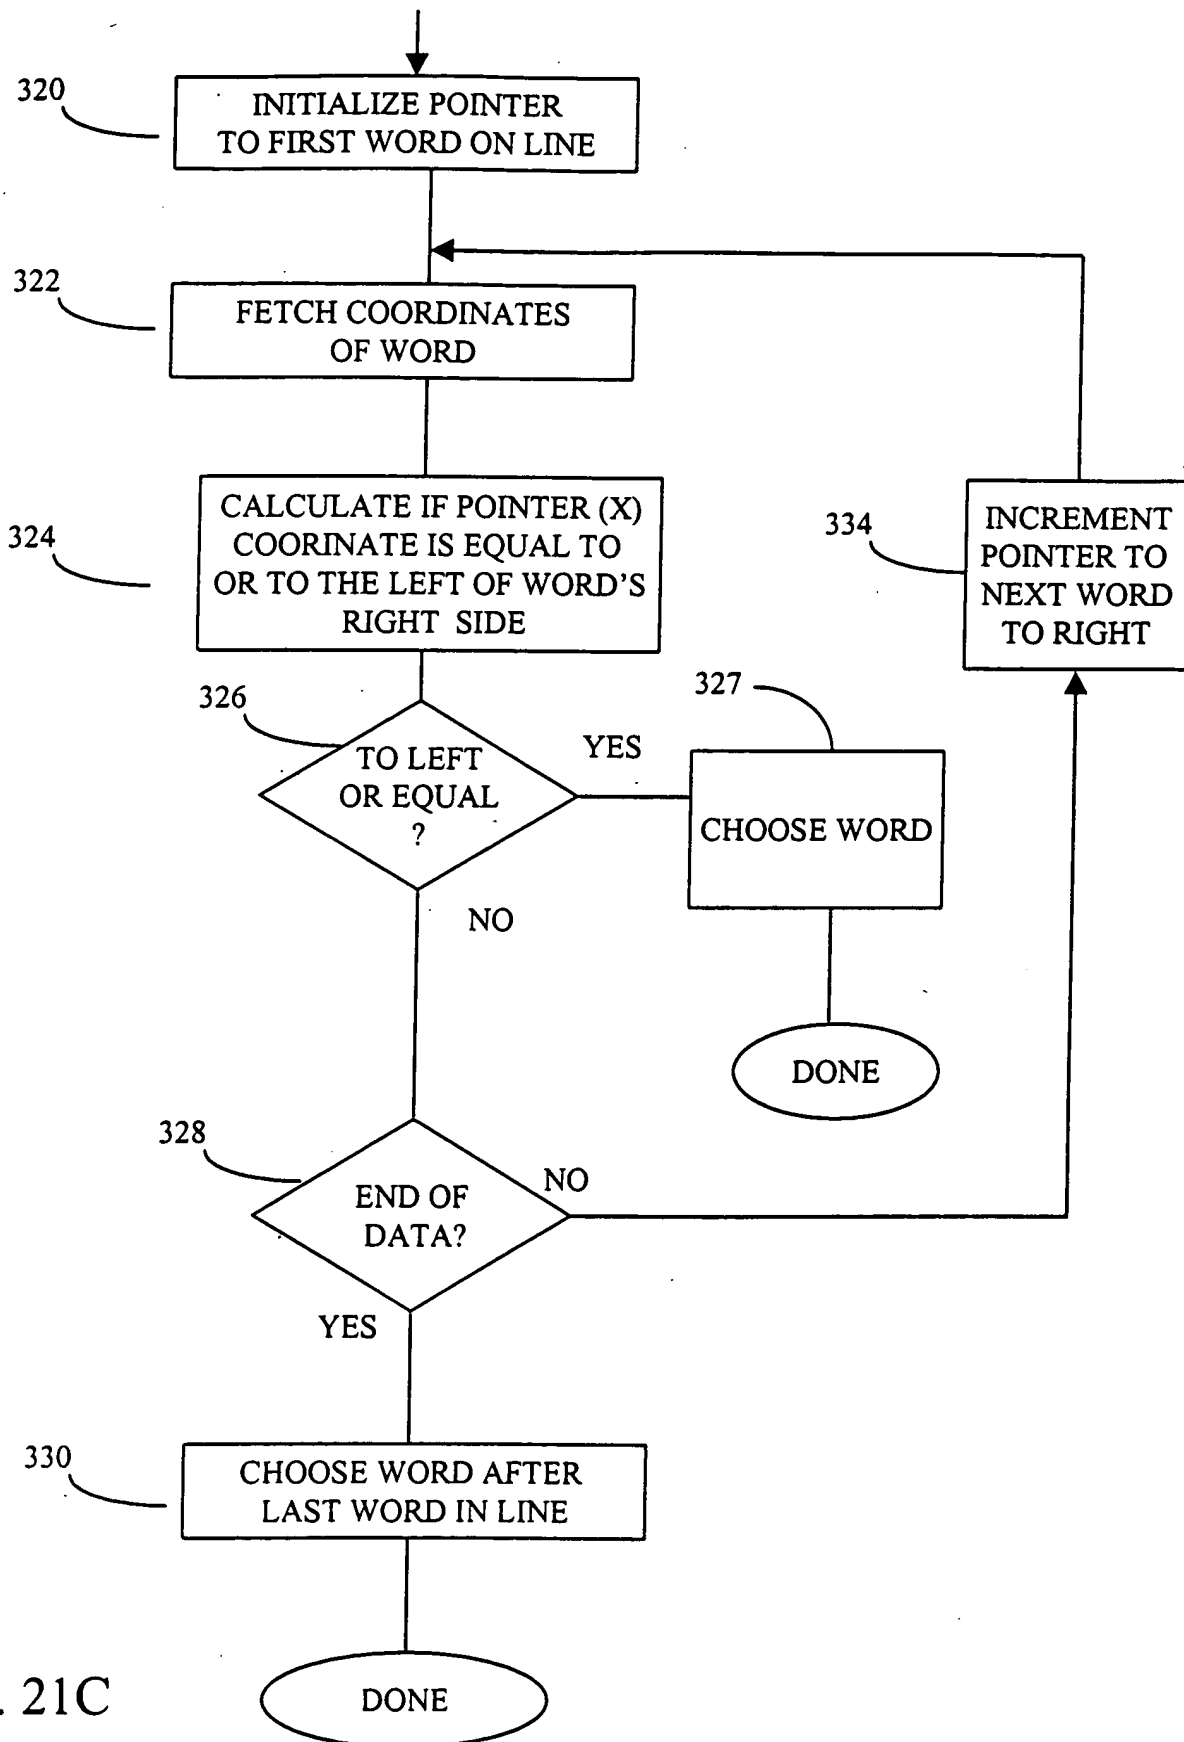 320
INITIALIZE POINTER
TO FIRST WORD ON LINE
322
FETCH COORDINATES
OF WORD
324
CALCULATE IF POINTER (X)
COORINATE IS EQUAL TO
OR TO THE LEFT OF WORD'S
RIGHT SIDE
334
INCREMENT
POINTER TO
NEXT WORD
TO RIGHT
326
TO LEFT
OR EQUAL
?
YES
NO
327
CHOOSE WORD
DONE
328
END OF
DATA?
NO
YES
330
CHOOSE WORD AFTER
LAST WORD IN LINE
DONE
. 21C